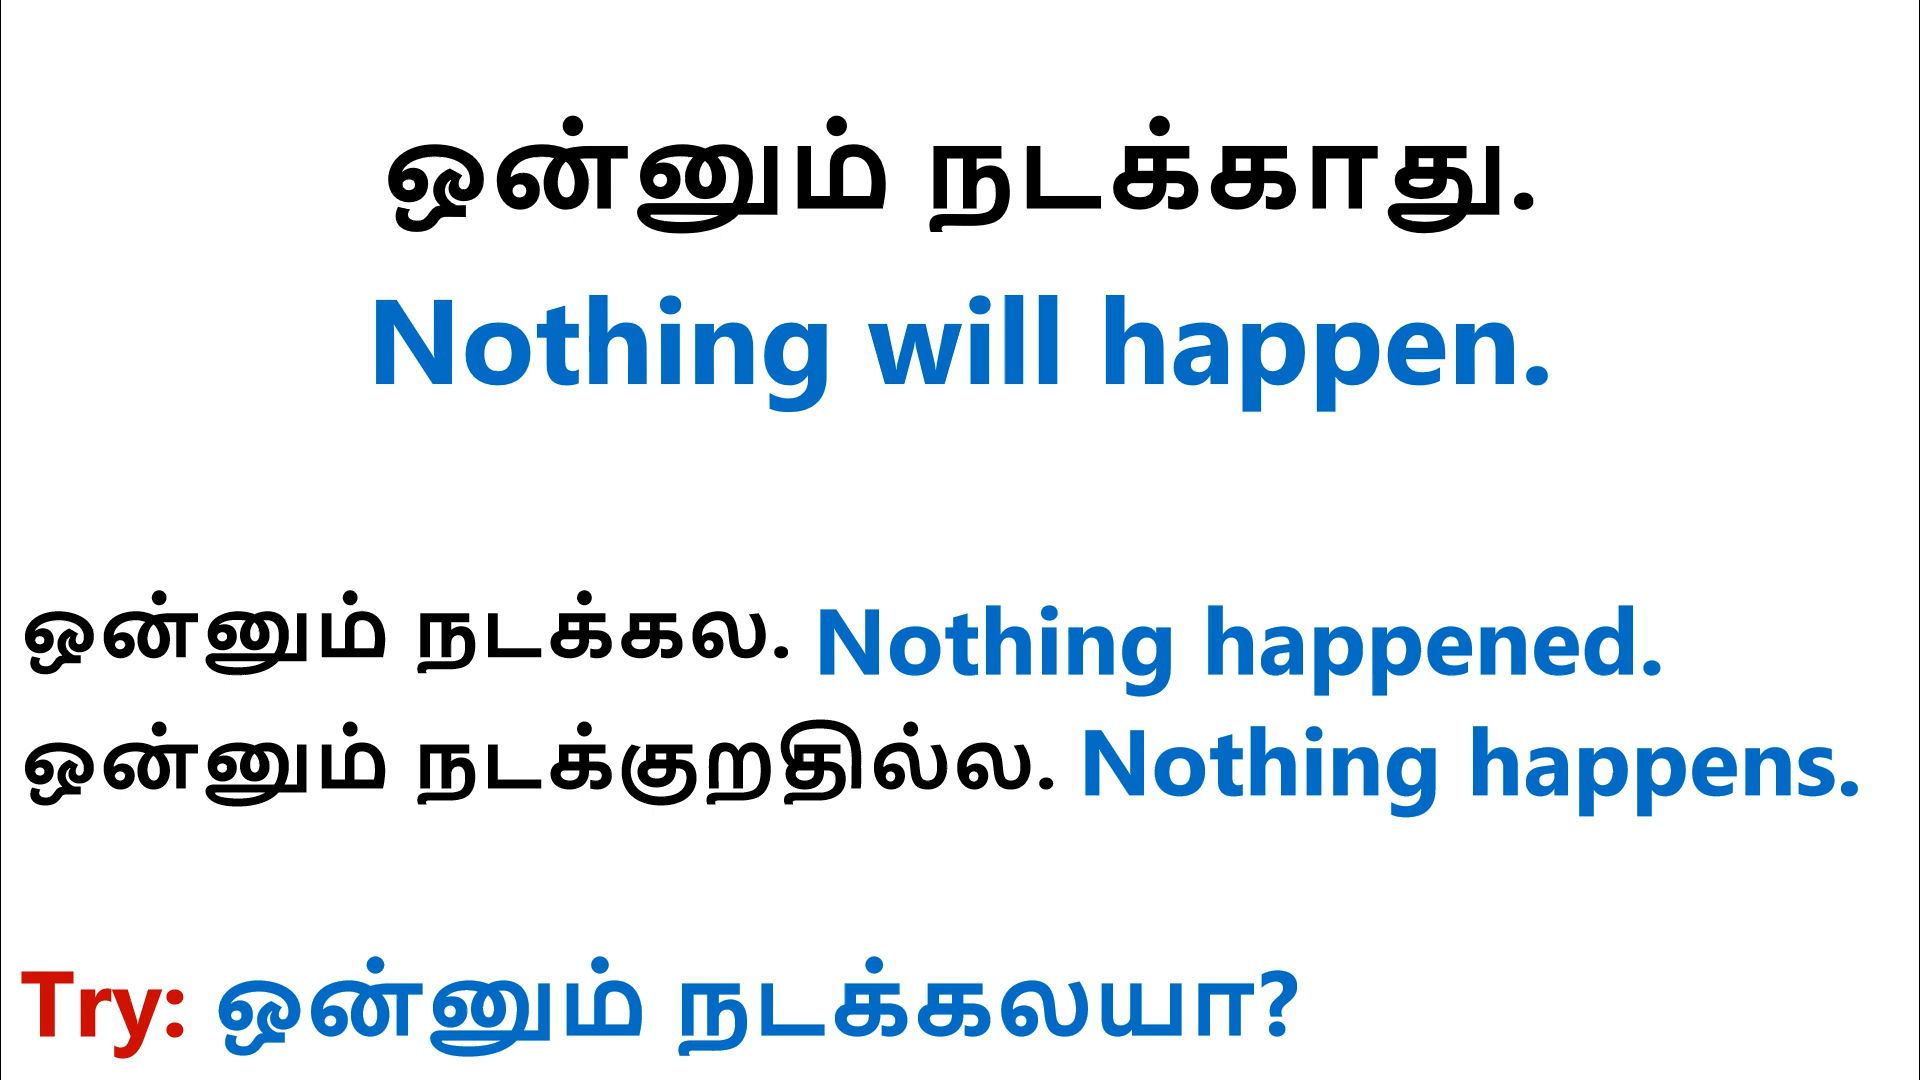 ஒன்னும் நடக்காது.
Nothing will happen.
ஒன்னும் நடக்கல. Nothing happened.
ஒன்னும் நடக்குறதில்ல. Nothing happens.
Try: ஒன்னும் நடக்கலயா?